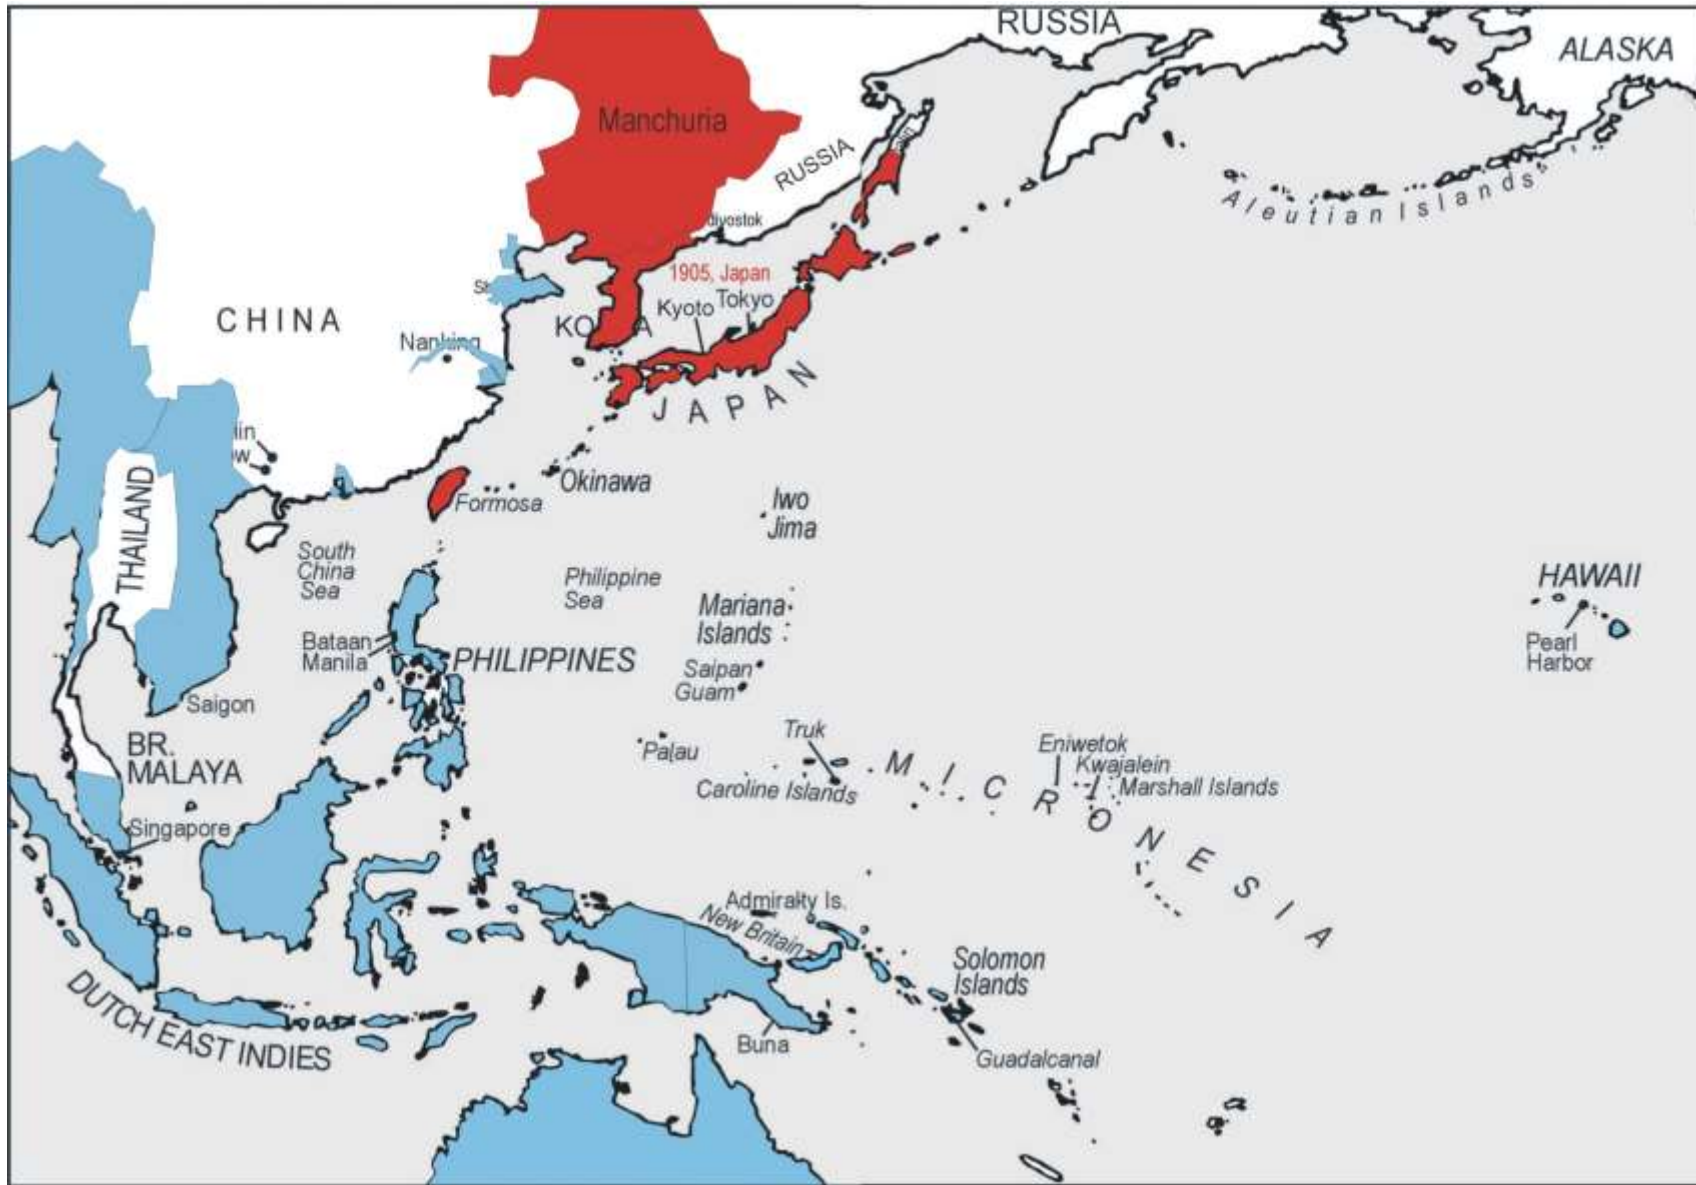 RUSSIA
ALASKA
Manchuria
RUSSIA
Aleutian Islands
diyostok
1905, Japan
Kyoto
Tokyo
CHINA
Nanking
JAPAN
THAILAND
Okinawa
Formosa
Iwo
Jima
South
China
Sea
Philippine
Sea
HAWAII
Mariana
Islands
Bataan
Manila
PHILIPPINES
Pearl
Harbor
Saipan
Guam
Saigon
Truk
Palau
BR.
MALAYA
Eniwetok
Kwajalein
Marshall Islands
Caroline Islands
MICRONESIA
Singapore
Admiralty Is.
New Britain
Solomon
Islands
DUTCH EAST INDIES
Buna
Guadalcanal